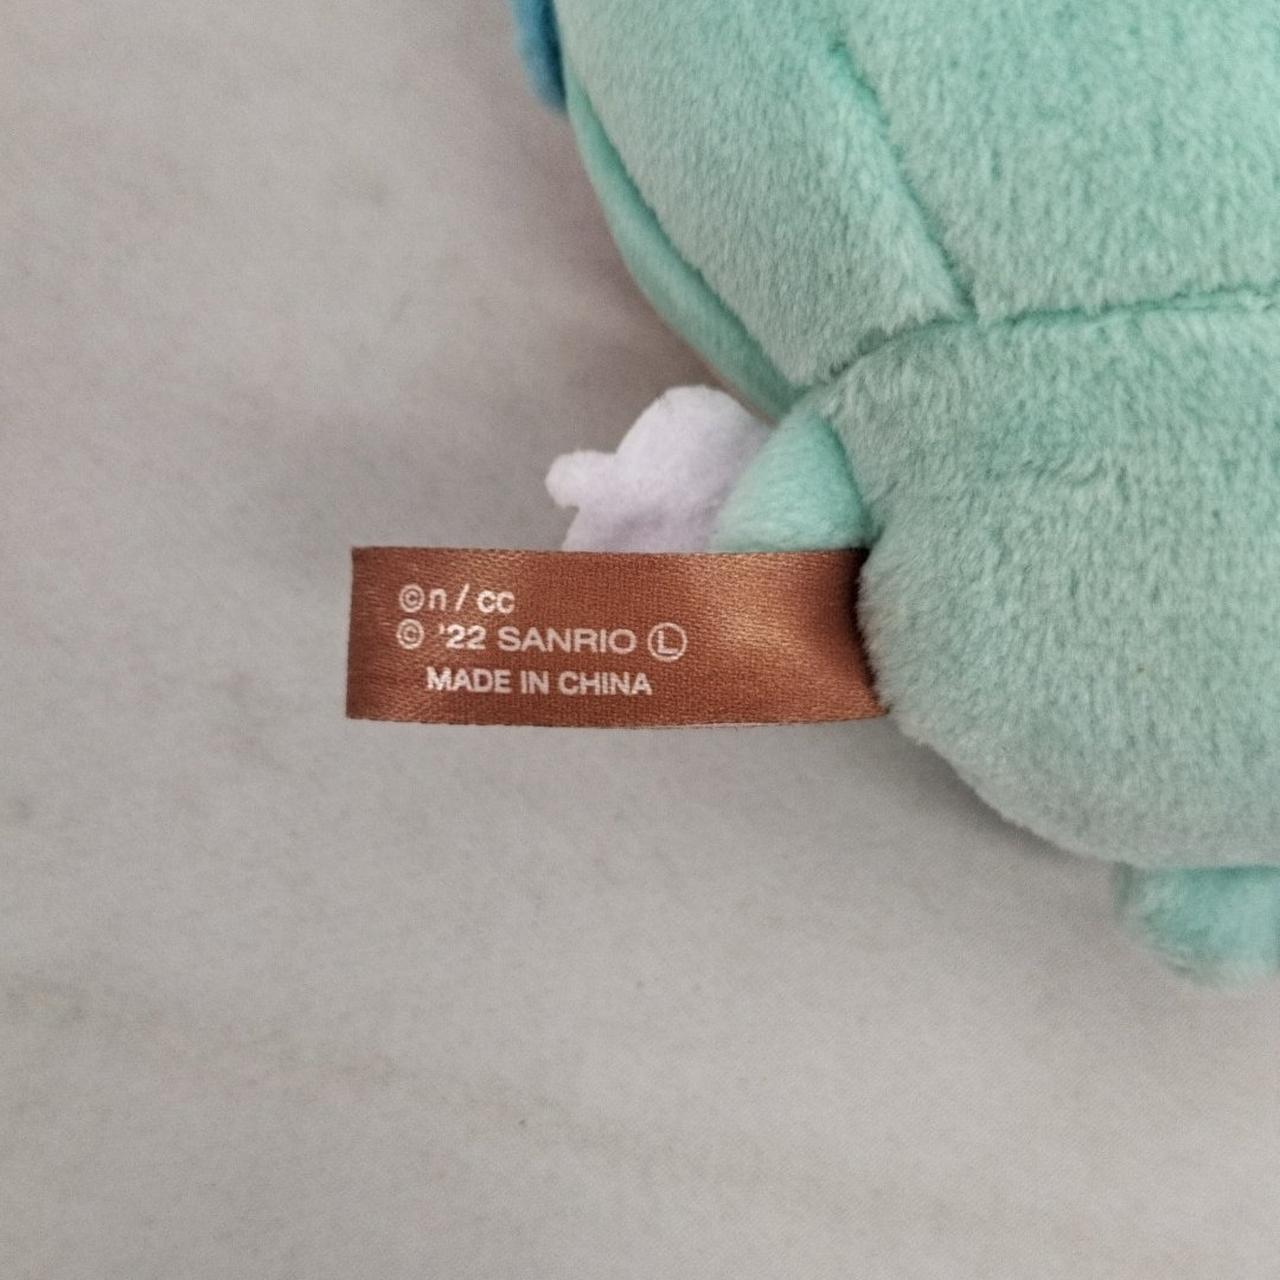 ©n / cc
© '22 SANRIO Ⓛ
MADE IN CHINA